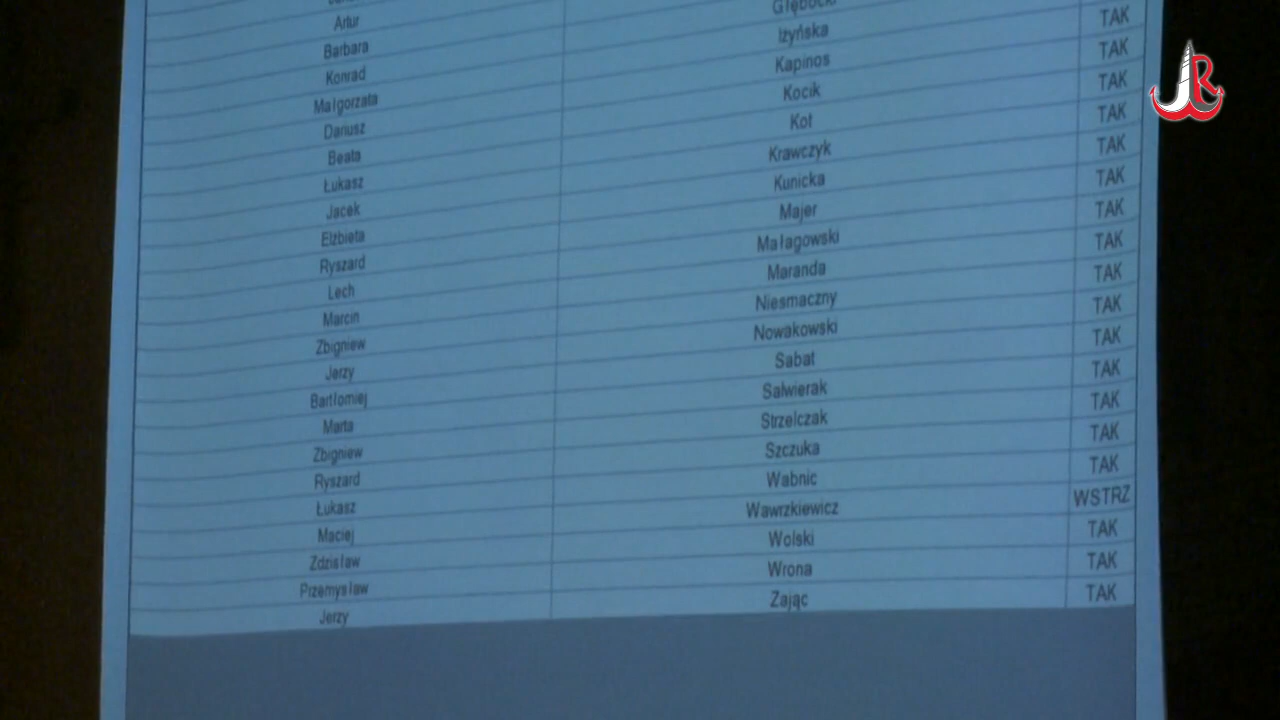 Artur
Barbara
Konrad Głębocki
Małgorzata Iżyńska
Dariusz Kapinos TAK
Beata Kocik TAK
Łukasz Kot TAK
Jacek Krawczyk TAK
Elżbieta Kunicka TAK
Ryszard Majer TAK
Lech Małagowski TAK
Marcin Maranda TAK
Zbigniew Niesmaczny TAK
Jerzy Nowakowski TAK
Bartłomiej Sabat TAK
Marta Salwierak TAK
Zbigniew Strzelczak TAK
Ryszard Szczuka TAK
Łukasz Wabnic TAK
Maciej Wawrzkiewicz WSTRZ
Zdzisław Wolski TAK
Przemysław Wrona TAK
Jerzy Zając TAK